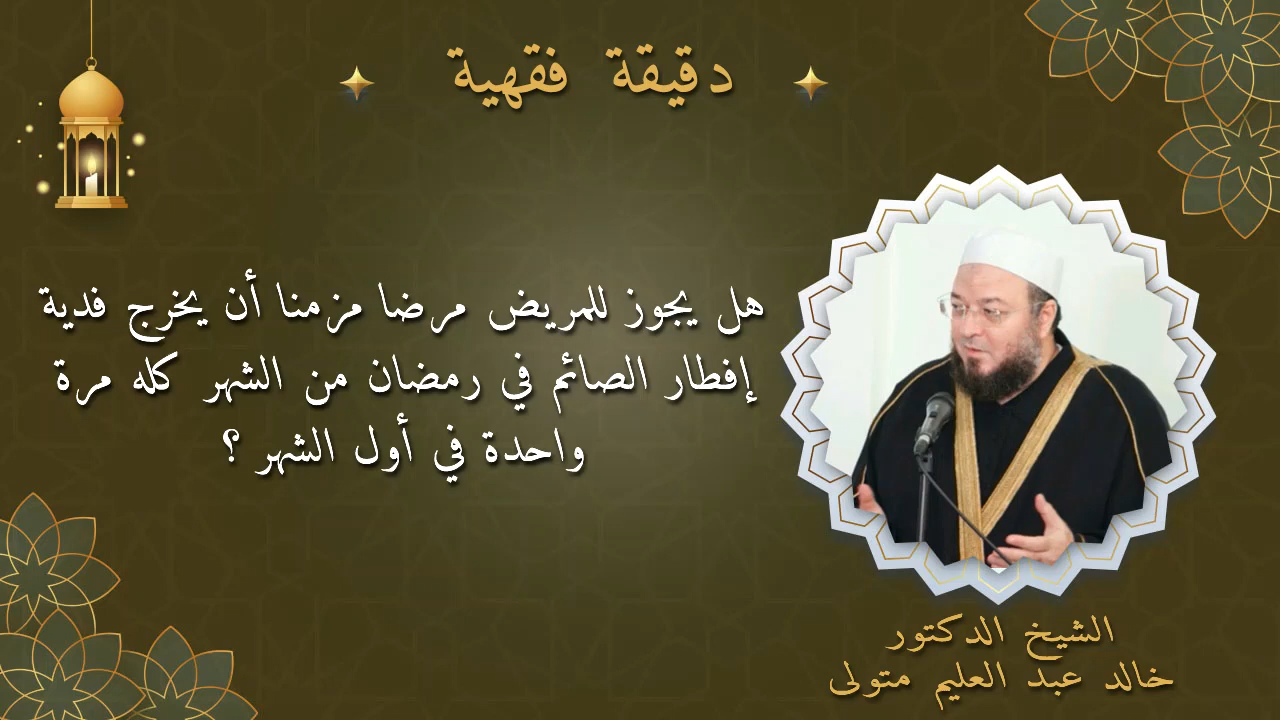 دقيقة فقهية
هل يجوز للمريض مرضا مزمنا أن يخرج فدية
إفطار الصائم في رمضان من الشهر كله مرة
واحدة في أول الشهر ؟
الشيخ الدكتور
خالد عبد العليم متولى